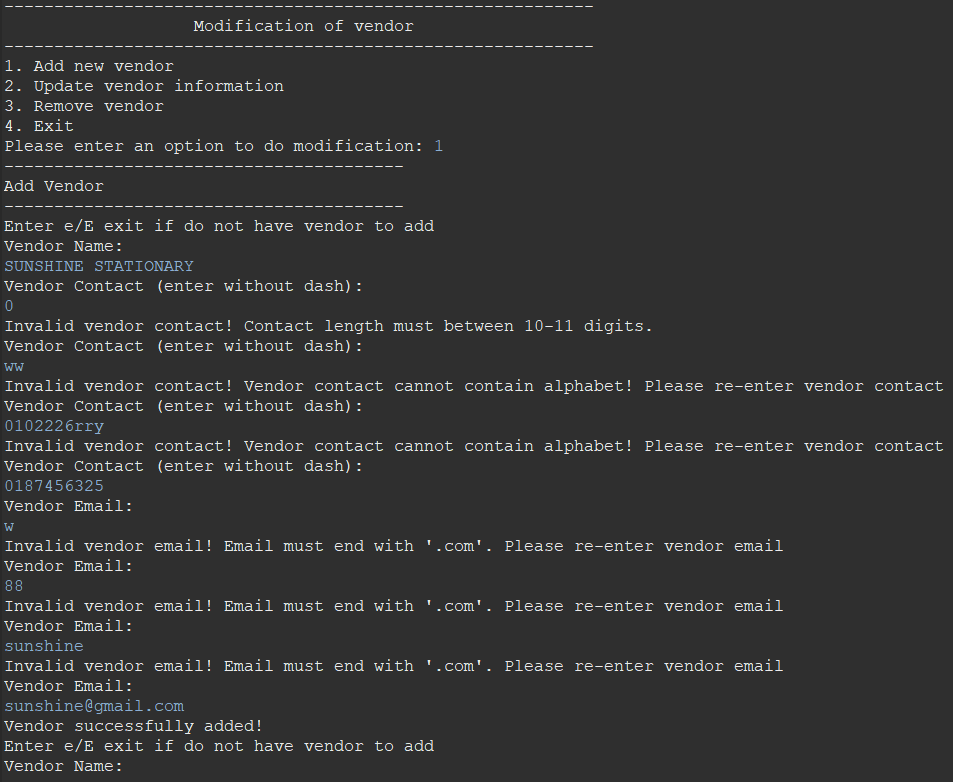 -----------------------------------------------------------
Modification of vendor
-----------------------------------------------------------
1. Add new vendor
2. Update vendor information
3. Remove vendor
4. Exit
Please enter an option to do modification: 1
----------------------------------------
Add Vendor
----------------------------------------
Enter e/E exit if do not have vendor to add
Vendor Name:
SUNSHINE STATIONARY
Vendor Contact (enter without dash):
0
Invalid vendor contact! Contact length must between 10-11 digits.
Vendor Contact (enter without dash):
ww
Invalid vendor contact! Vendor contact cannot contain alphabet! Please re-enter vendor contact
Vendor Contact (enter without dash):
0102226rry
Invalid vendor contact! Vendor contact cannot contain alphabet! Please re-enter vendor contact
Vendor Contact (enter without dash):
0187456325
Vendor Email:
w
Invalid vendor email! Email must end with '.com'. Please re-enter vendor email
Vendor Email:
88
Invalid vendor email! Email must end with '.com'. Please re-enter vendor email
Vendor Email:
sunshine
Invalid vendor email! Email must end with '.com'. Please re-enter vendor email
Vendor Email:
sunshine@gmail.com
Vendor successfully added!
Enter e/E exit if do not have vendor to add
Vendor Name: